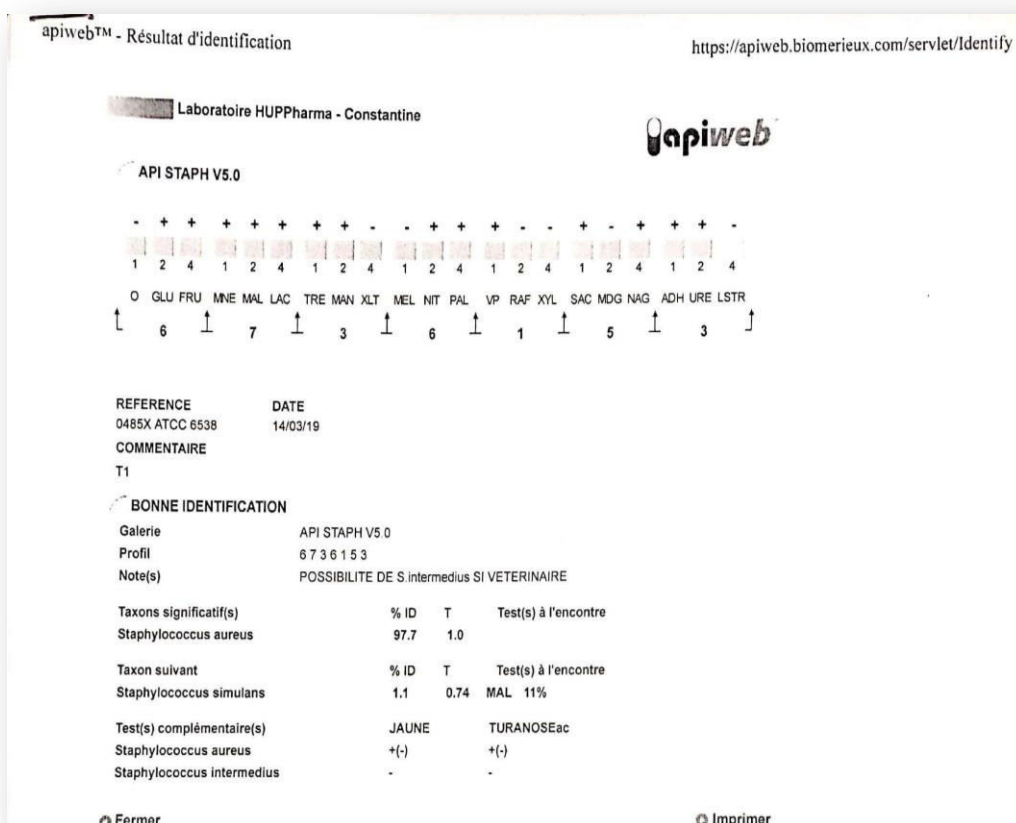 apiweb™ - Résultat d'identification
https://apiweb.biomerieux.com/servlet/Identify
Laboratoire HUPPharma - Constantine
apiweb
API STAPH V5.0
- + + + + + + + - - + + + - - + - + + + -
1 2 4 1 2 4 1 2 4 1 2 4 1 2 4 1 2 4 1 2 4
O GLU FRU MNE MAL LAC TRE MAN XLT MEL NIT PAL VP RAF XYL SAC MDG NAG ADH URE LSTR
6 7 3 6 1 5 3
REFERENCE DATE
0485X ATCC 6538 14/03/19
COMMENTAIRE
T1
BONNE IDENTIFICATION
Galerie API STAPH V5.0
Profil 6 7 3 6 1 5 3
Note(s) POSSIBILITE DE S.intermedius SI VETERINAIRE
Taxons significatif(s) % ID T Test(s) à l'encontre
Staphylococcus aureus 97.7 1.0
Taxon suivant % ID T Test(s) à l'encontre
Staphylococcus simulans 1.1 0.74 MAL 11%
Test(s) complémentaire(s) JAUNE TURANOSEac
Staphylococcus aureus +(-) +(-)
Staphylococcus intermedius - -
Fermer Imprimer